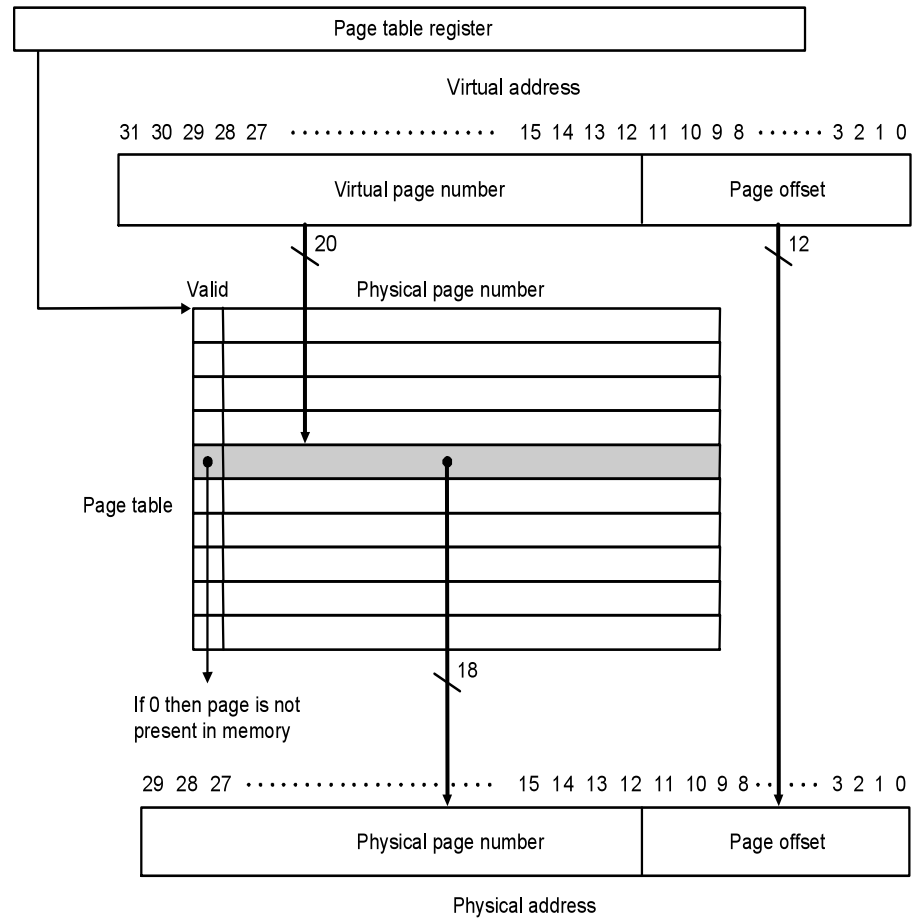 Page table register
Virtual address
31 30 29 28 27 ··················· 15 14 13 12 11 10 9 8 ······ 3 2 1 0
Virtual page number Page offset
20 12
Valid Physical page number
Page table
18
If 0 then page is not
present in memory
29 28 27 ······················· 15 14 13 12 11 10 9 8 ······ 3 2 1 0
Physical page number Page offset
Physical address